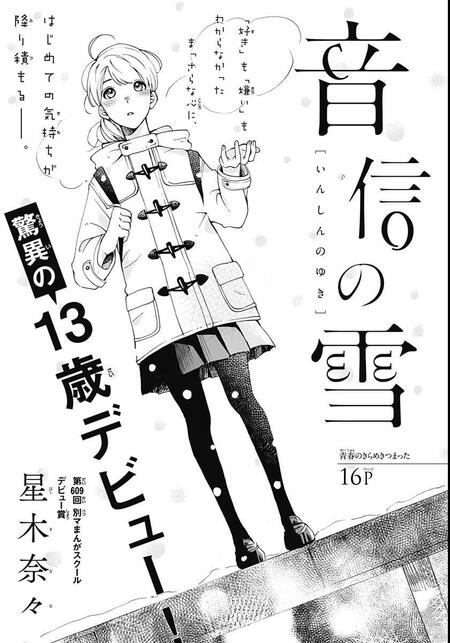 音信の雪
[いんしんのゆき]
青春のきらめきつまった
16P
「好き」も「嫌い」も
わからなかった
まっさらな心に、
はじめての気持ちが
降り積もる――。
驚異の
13歳デビュー！
第609回 別マまんがスクール
デビュー賞
星木奈々